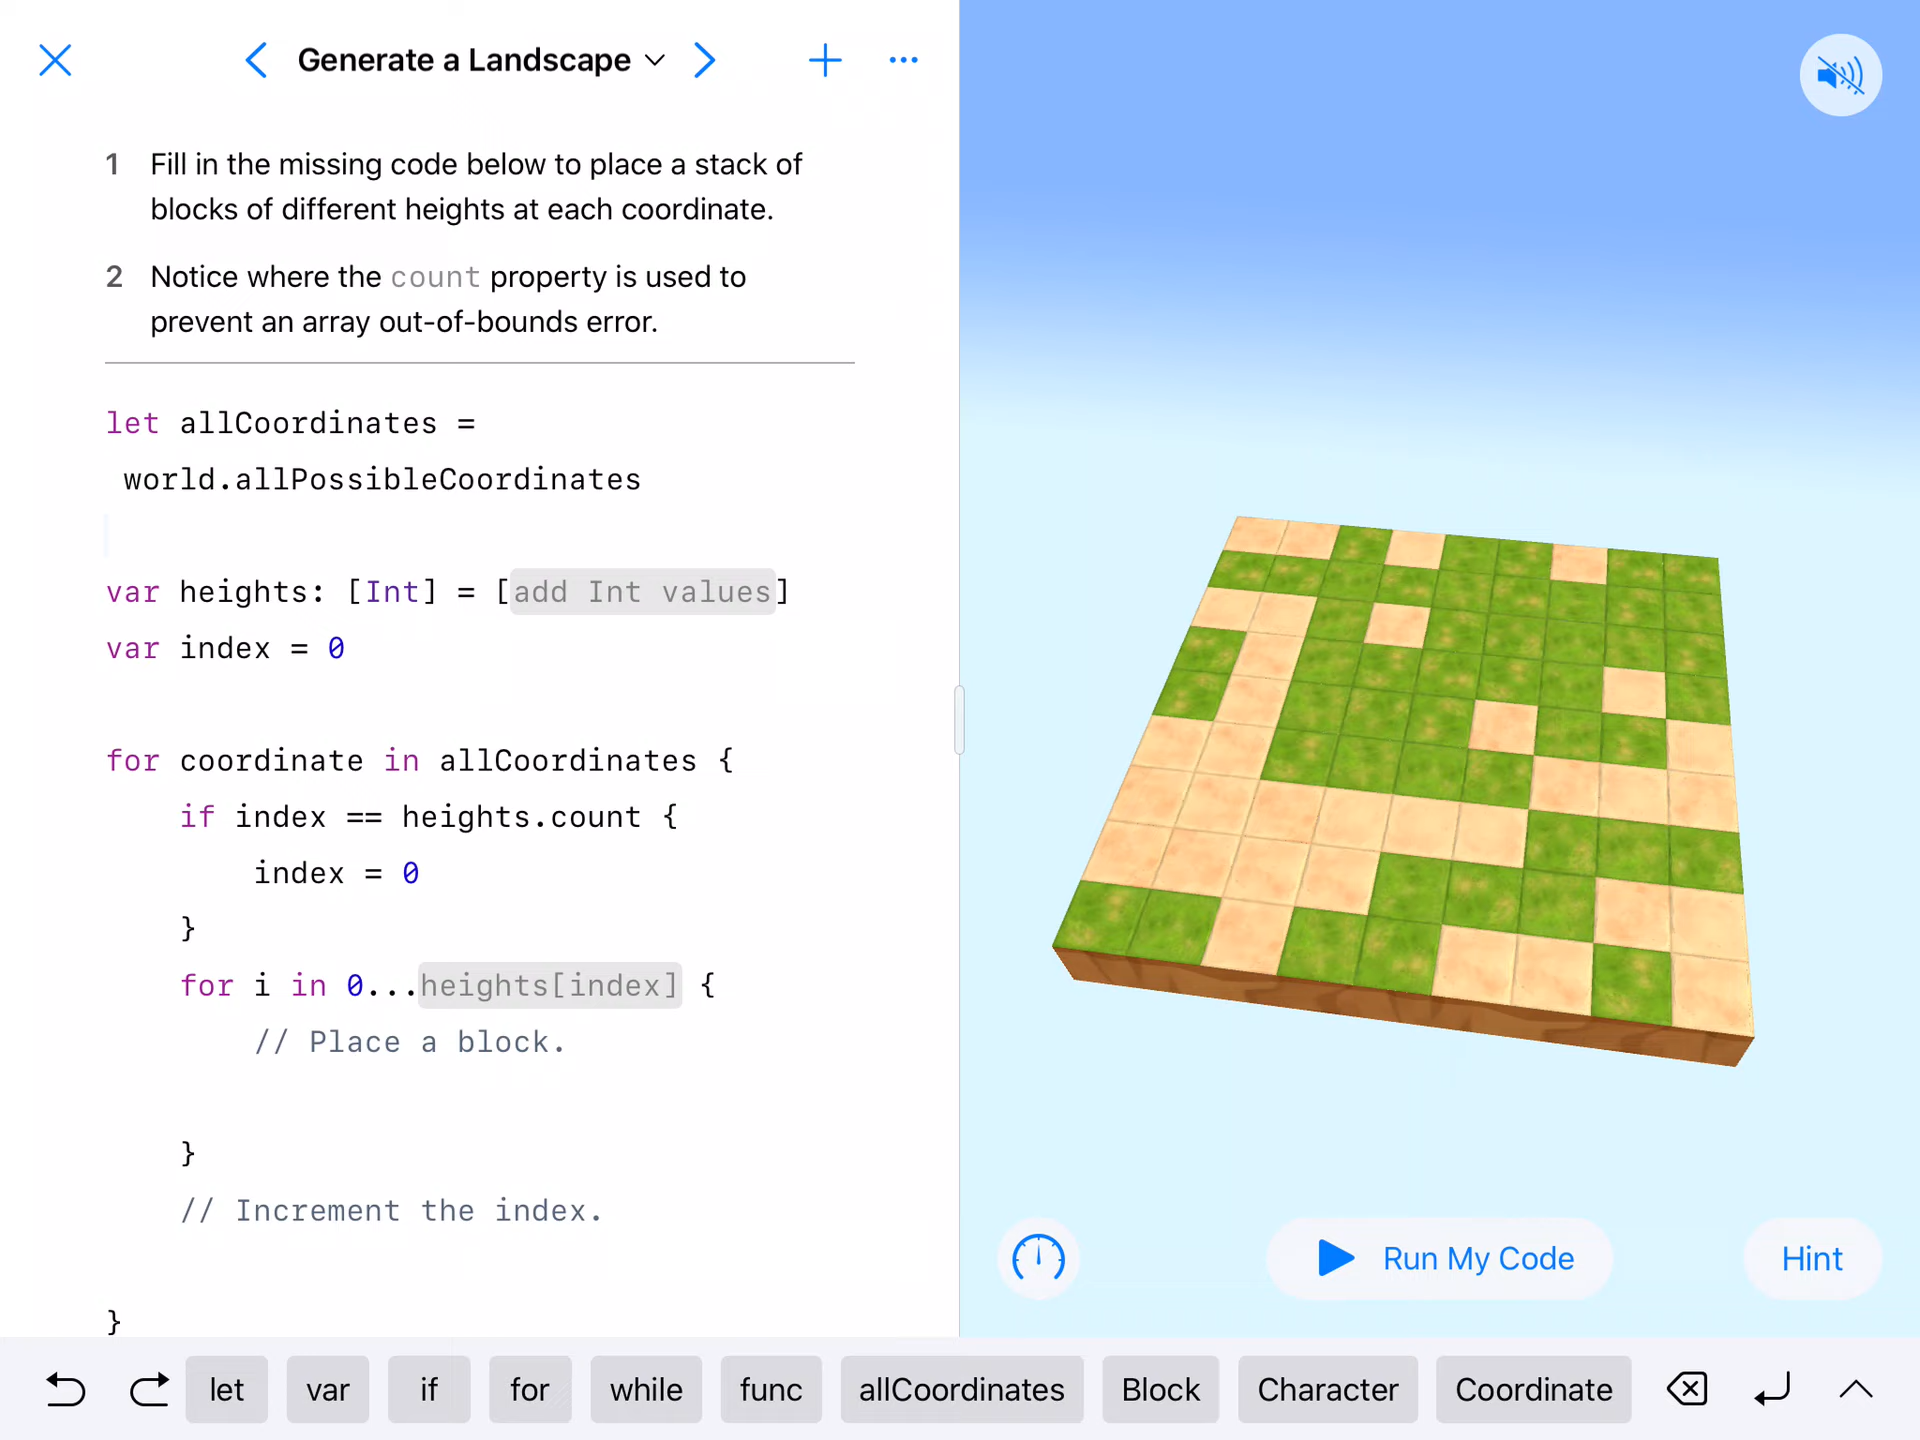 Generate a Landscape
1 Fill in the missing code below to place a stack of
blocks of different heights at each coordinate.
2 Notice where the count property is used to
prevent an array out-of-bounds error.
let allCoordinates =
world.allPossibleCoordinates
var heights: [Int] = [add Int values]
var index = 0
for coordinate in allCoordinates {
if index == heights.count {
index = 0
}
for i in 0...heights[index] {
// Place a block.
}
// Increment the index.
}
Run My Code
Hint
let var if for while func allCoordinates Block Character Coordinate